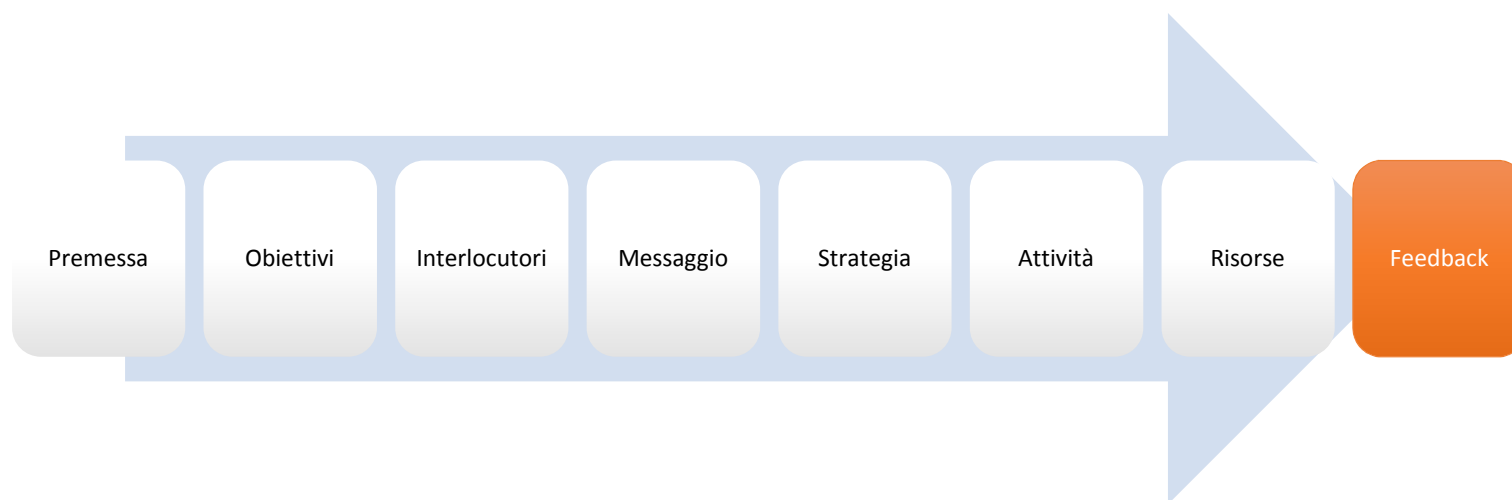 Premessa
Obiettivi
Interlocutori
Messaggio
Strategia
Attività
Risorse
Feedback